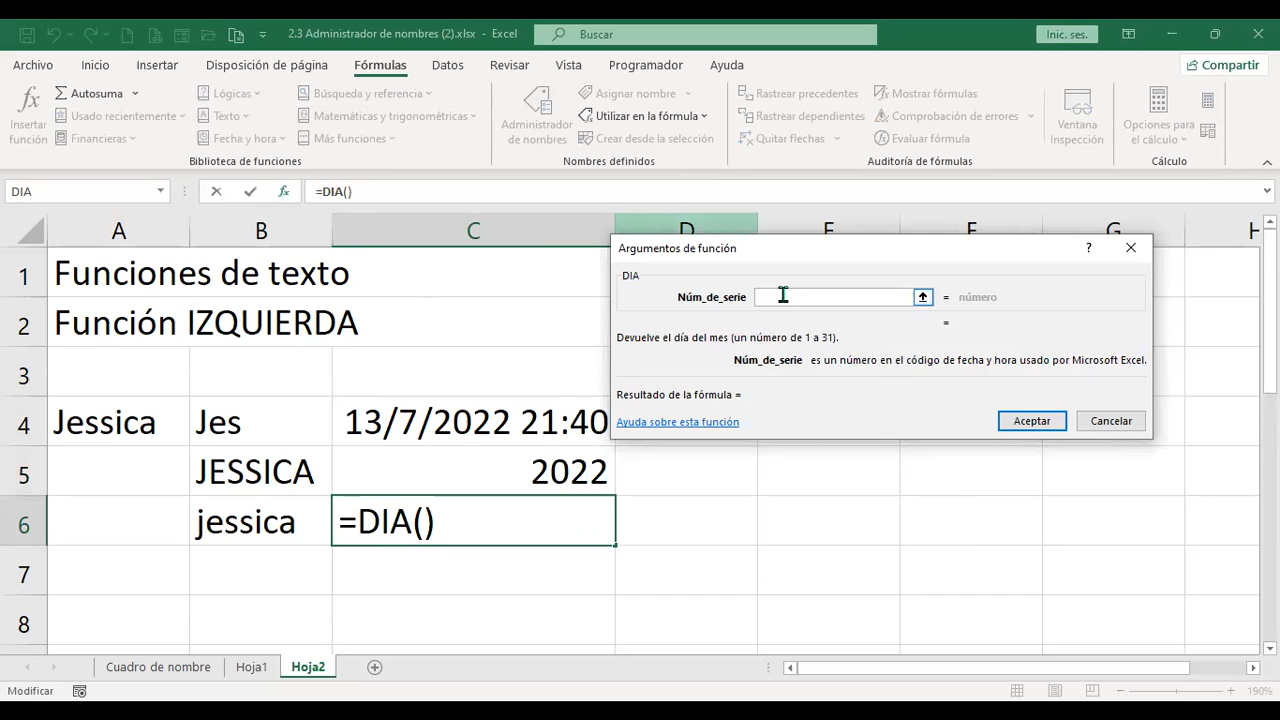 2.3 Administrador de nombres (2).xlsx - Excel
Buscar
Inic. ses.
Archivo Inicio Insertar Disposición de página Fórmulas Datos Revisar Vista Programador Ayuda
Compartir
Insertar función
Autosuma
Usado recientemente
Financieras
Lógicas
Texto
Fecha y hora
Búsqueda y referencia
Matemáticas y trigonométricas
Más funciones
Biblioteca de funciones
Administrador de nombres
Asignar nombre
Utilizar en la fórmula
Crear desde la selección
Nombres definidos
Rastrear precedentes
Rastrear dependientes
Quitar flechas
Mostrar fórmulas
Comprobación de errores
Evaluar fórmula
Auditoría de fórmulas
Ventana Inspección
Opciones para el cálculo
Cálculo
DIA
fx
=DIA()
A B C D E F G H
1 Funciones de texto
2 Función IZQUIERDA
3
4 Jessica Jes 13/7/2022 21:40
5 JESSICA 2022
6 jessica =DIA()
7
8
Argumentos de función
?
DIA
Núm_de_serie = número
=
Devuelve el día del mes (un número de 1 a 31).
Núm_de_serie es un número en el código de fecha y hora usado por Microsoft Excel.
Resultado de la fórmula =
Ayuda sobre esta función
Aceptar
Cancelar
Cuadro de nombre Hoja1 Hoja2
Modificar
190%